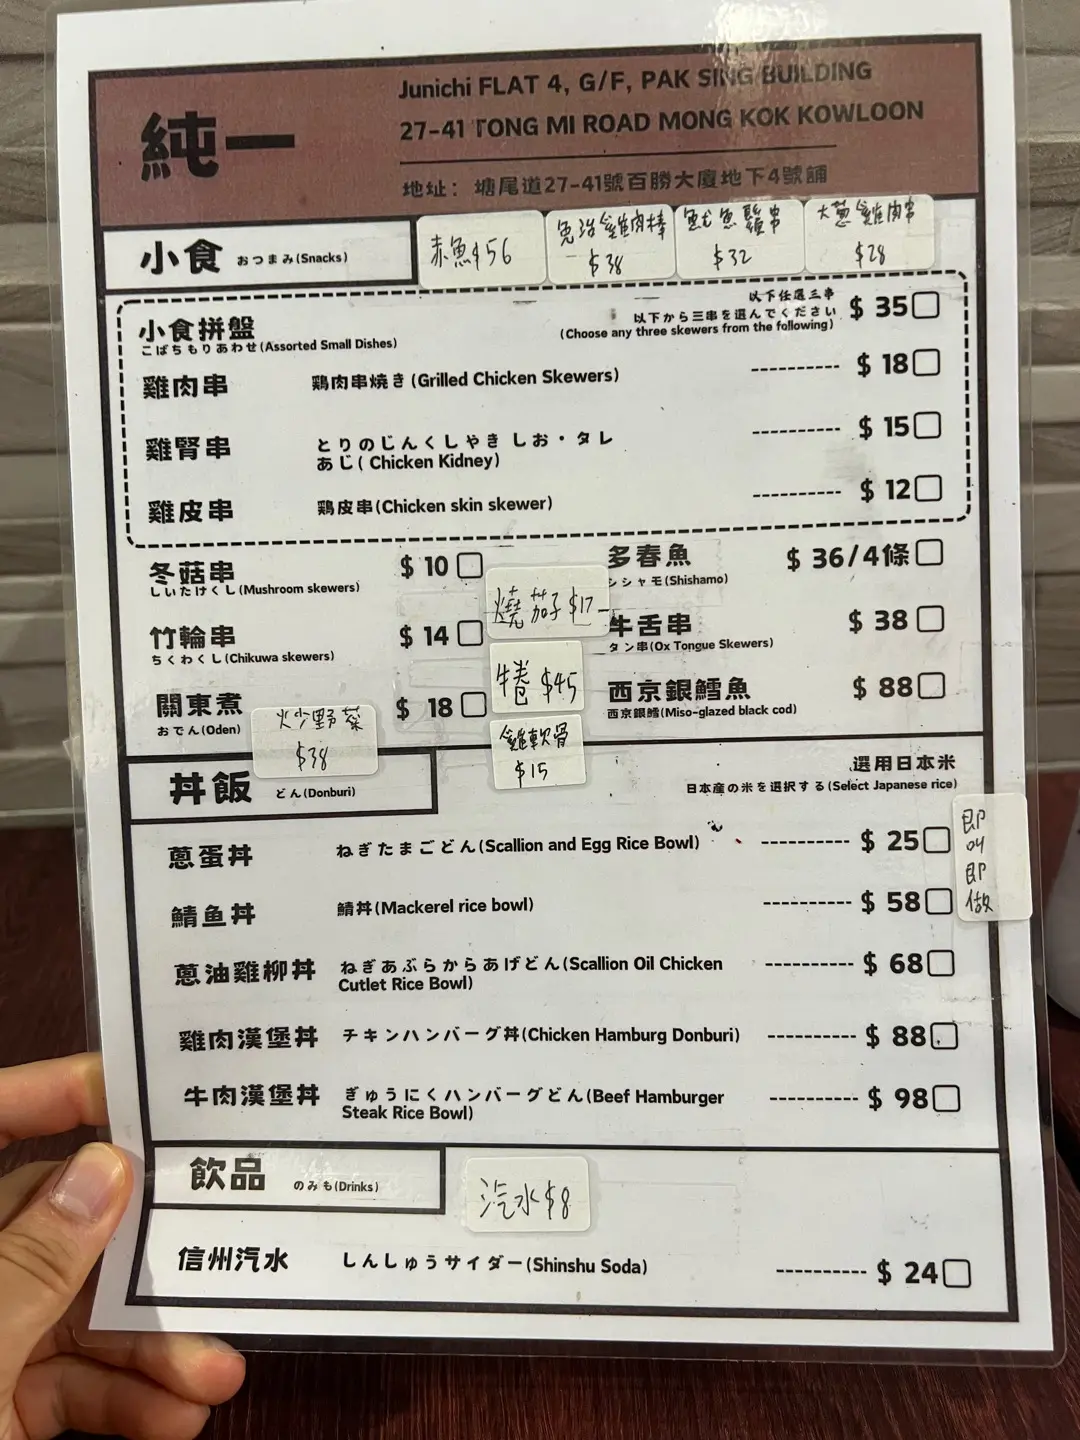 純一
Junichi FLAT 4, G/F, PAK SING BUILDING
27-41 TONG MI ROAD MONG KOK KOWLOON
地址：塘尾道27-41號百勝大廈地下4號舖
小食 おつまみ(Snacks)
赤魚$56
免治雞肉棒
$38
魷魚鬚串
$32
大蔥雞肉串
$28
小食拼盤
こばちもりあわせ(Assorted Small Dishes)
以下任選三串
以下から三串を選んでください
(Choose any three skewers from the following)
$ 35
雞肉串 鶏肉串焼き(Grilled Chicken Skewers) ---------- $ 18
雞腎串 とりのじんくしやき しお・タレ ---------- $ 15
あじ( Chicken Kidney)
雞皮串 鶏皮串(Chicken skin skewer) ---------- $ 12
冬菇串 $ 10
しいたけくし(Mushroom skewers)
竹輪串 $ 14
ちくわくし(Chikuwa skewers)
關東煮 $ 18
おでん(Oden)
炒野菜
$38
燒茄子$17
牛卷 $45
雞軟骨
$15
多春魚 $ 36/4條
シシャモ(Shishamo)
牛舌串 $ 38
タン串(Ox Tongue Skewers)
西京銀鱈魚 $ 88
西京銀鱈(Miso-glazed black cod)
丼飯 どん(Donburi)
選用日本米
日本産の米を選択する(Select Japanese rice)
蔥蛋丼 ねぎたまごどん(Scallion and Egg Rice Bowl) ---------- $ 25
即
叫
即
做
鯖鱼丼 鯖丼(Mackerel rice bowl) ---------- $ 58
蔥油雞柳丼 ねぎあぶらからあげどん(Scallion Oil Chicken ---------- $ 68
Cutlet Rice Bowl)
雞肉漢堡丼 チキンハンバーグ丼(Chicken Hamburg Donburi) ---------- $ 88
牛肉漢堡丼 ぎゅうにくハンバーグどん(Beef Hamburger ---------- $ 98
Steak Rice Bowl)
飲品 のみも(Drinks)
汽水$8
信州汽水 しんしゅうサイダー(Shinshu Soda) ---------- $ 24